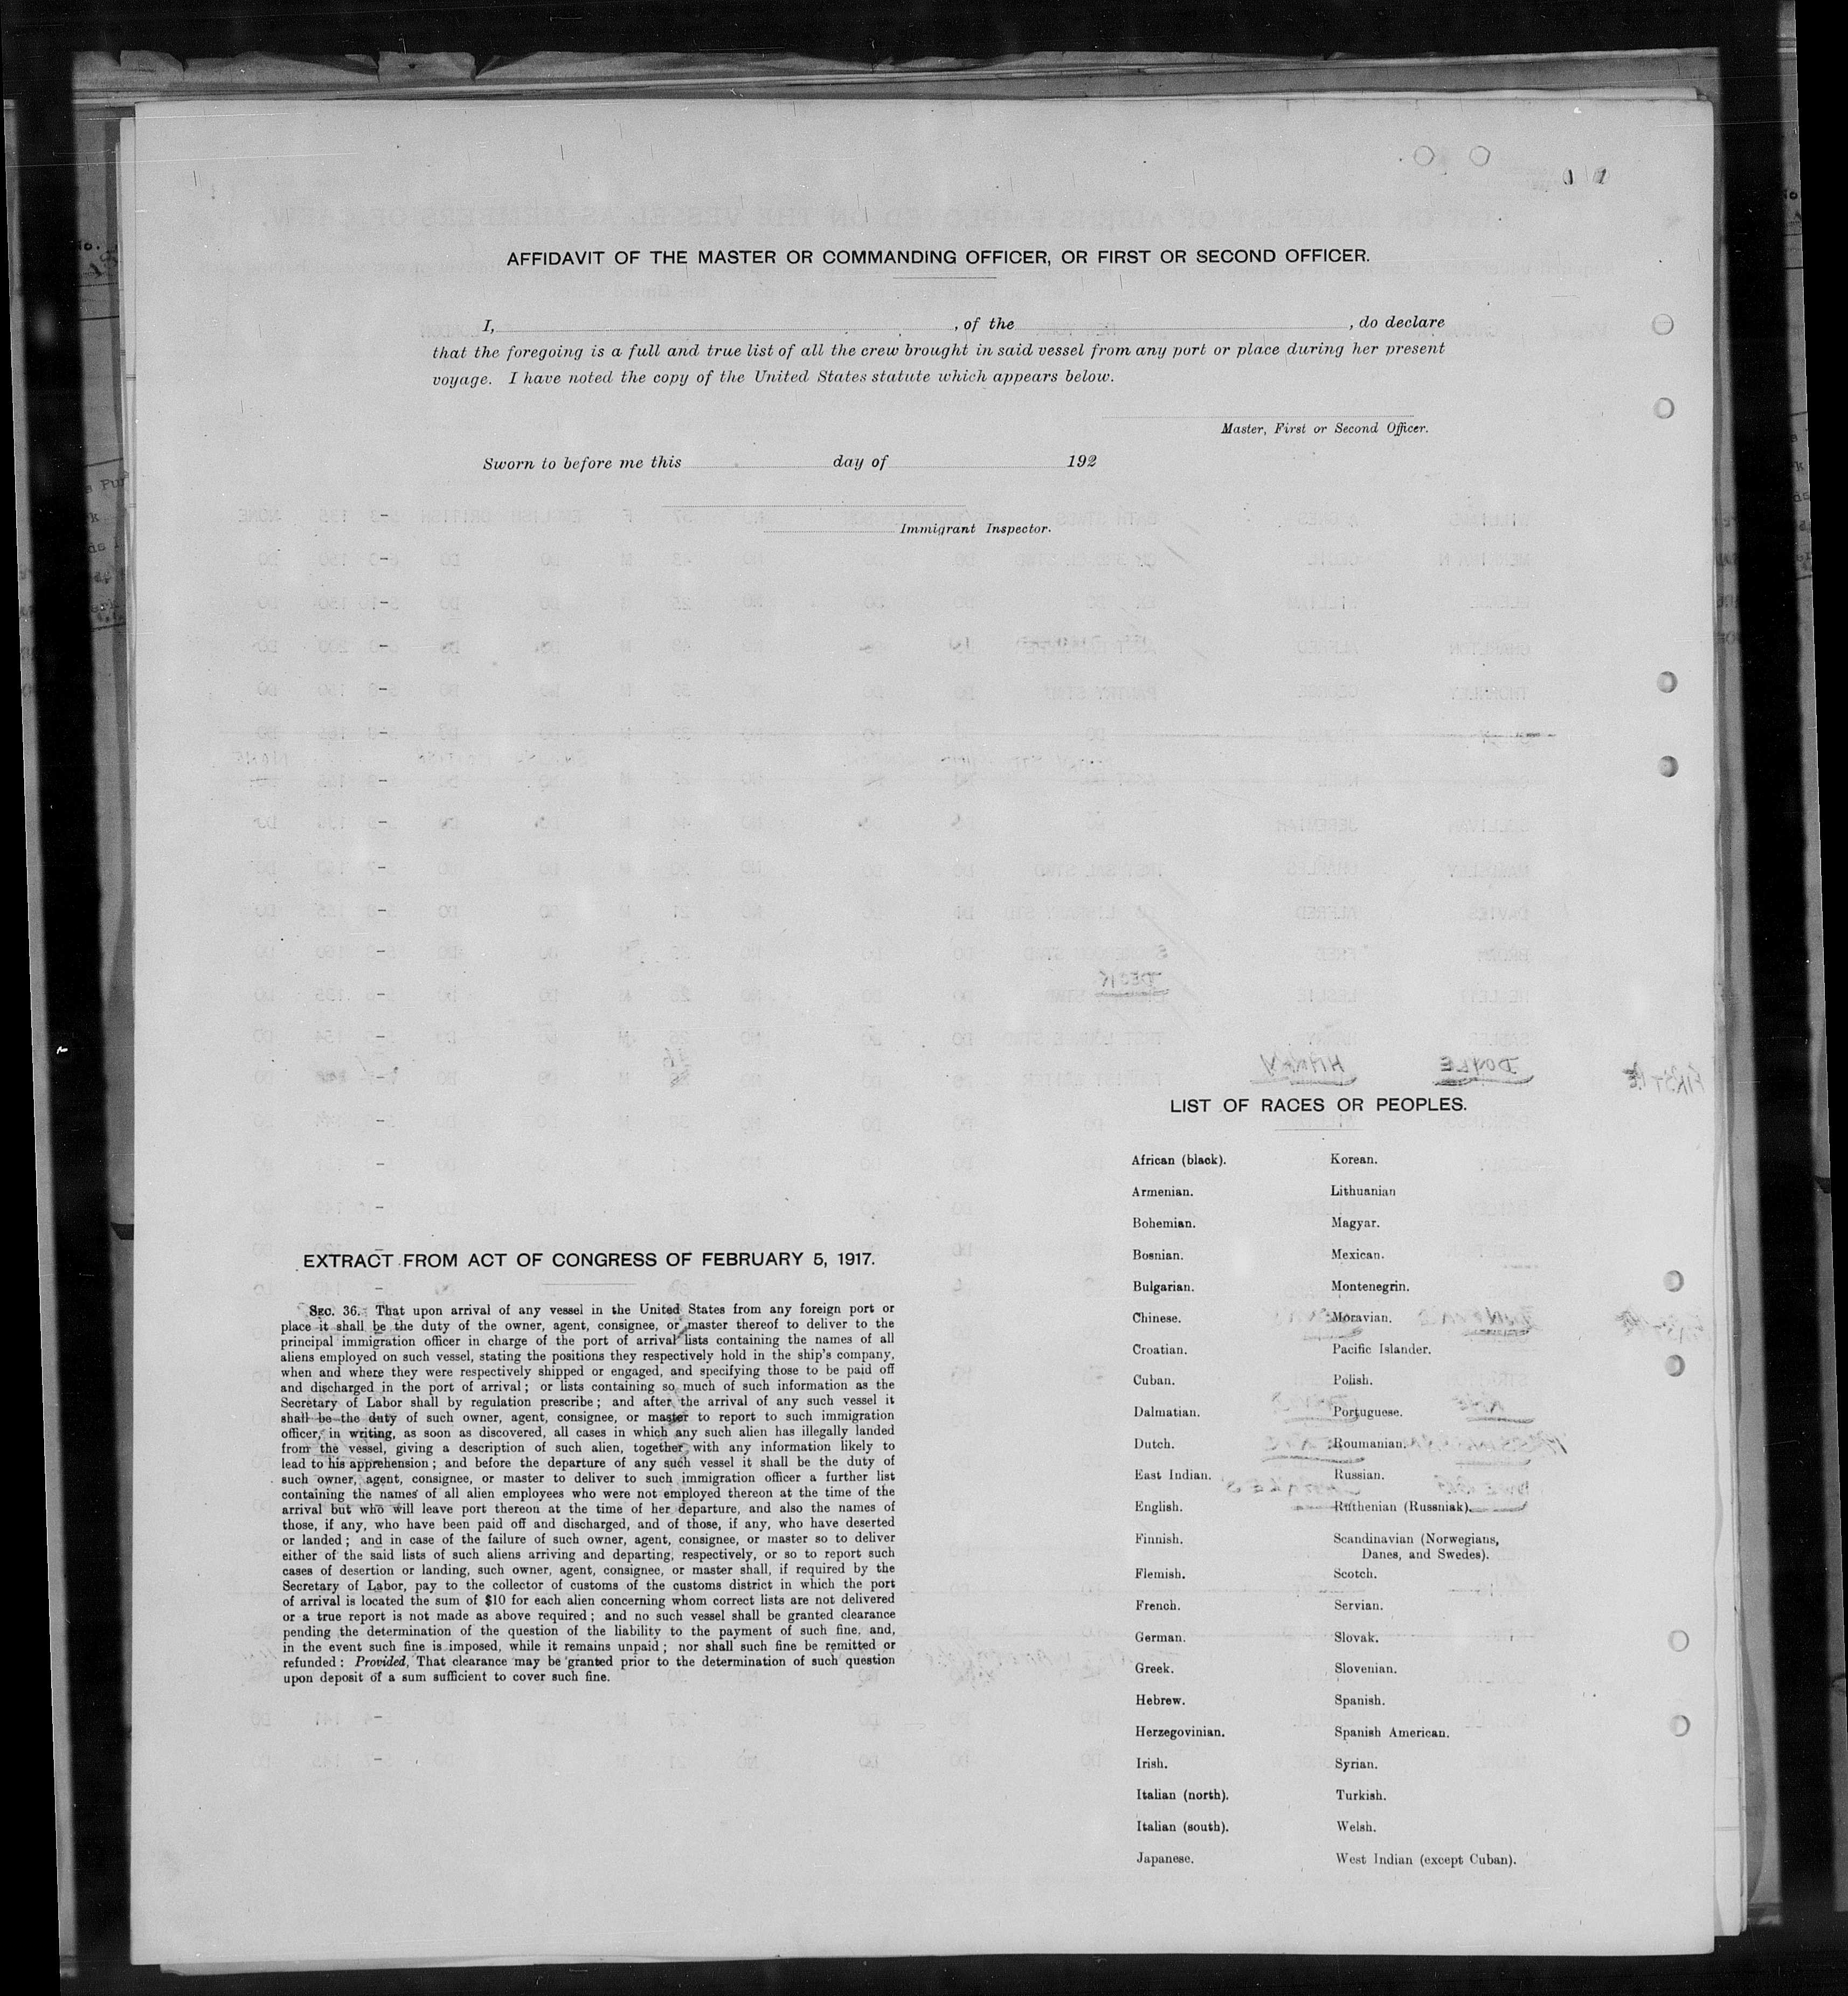 AFFIDAVIT OF THE MASTER OR COMMANDING OFFICER, OR FIRST OR SECOND OFFICER.
I, , of the , do declare
that the foregoing is a full and true list of all the crew brought in said vessel from any port or place during her present
voyage. I have noted the copy of the United States statute which appears below.
Master, First or Second Officer.
Sworn to before me this day of 192
Immigrant Inspector.
EXTRACT FROM ACT OF CONGRESS OF FEBRUARY 5, 1917.
SEC. 36. That upon arrival of any vessel in the United States from any foreign port or
place it shall be the duty of the owner, agent, consignee, or master thereof to deliver to the
principal immigration officer in charge of the port of arrival lists containing the names of all
aliens employed on such vessel, stating the positions they respectively hold in the ship's company,
when and where they were respectively shipped or engaged, and specifying those to be paid off
and discharged in the port of arrival; or lists containing so much of such information as the
Secretary of Labor shall by regulation prescribe; and after the arrival of any such vessel it
shall be the duty of such owner, agent, consignee, or master to report to such immigration
officer, in writing, as soon as discovered, all cases in which any such alien has illegally landed
from the vessel, giving a description of such alien, together with any information likely to
lead to his apprehension; and before the departure of any such vessel it shall be the duty of
such owner, agent, consignee, or master to deliver to such immigration officer a further list
containing the names of all alien employees who were not employed thereon at the time of the
arrival but who will leave port thereon at the time of her departure, and also the names of
those, if any, who have been paid off and discharged, and of those, if any, who have deserted
or landed; and in case of the failure of such owner, agent, consignee, or master so to deliver
either of the said lists of such aliens arriving and departing, respectively, or so to report such
cases of desertion or landing, such owner, agent, consignee, or master shall, if required by the
Secretary of Labor, pay to the collector of customs of the customs district in which the port
of arrival is located the sum of $10 for each alien concerning whom correct lists are not delivered
or a true report is not made as above required; and no such vessel shall be granted clearance
pending the determination of the question of the liability to the payment of such fine, and,
in the event such fine is imposed, while it remains unpaid; nor shall such fine be remitted or
refunded: Provided, That clearance may be granted prior to the determination of such question
upon deposit of a sum sufficient to cover such fine.
LIST OF RACES OR PEOPLES.
African (black).
Armenian.
Bohemian.
Bosnian.
Bulgarian.
Chinese.
Croatian.
Cuban.
Dalmatian.
Dutch.
East Indian.
English.
Finnish.
Flemish.
French.
German.
Greek.
Hebrew.
Herzegovinian.
Irish.
Italian (north).
Italian (south).
Japanese.
Korean.
Lithuanian
Magyar.
Mexican.
Montenegrin.
Moravian.
Pacific Islander.
Polish.
Portuguese.
Roumanian.
Russian.
Ruthenian (Russniak).
Scandinavian (Norwegians,
Danes, and Swedes).
Scotch.
Servian.
Slovak.
Slovenian.
Spanish.
Spanish American.
Syrian.
Turkish.
Welsh.
West Indian (except Cuban).